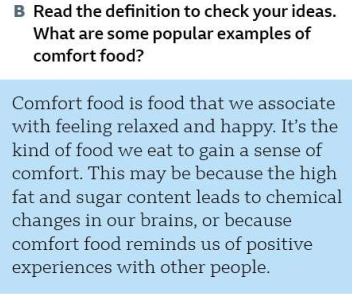 B Read the definition to check your ideas.
What are some popular examples of
comfort food?
Comfort food is food that we associate
with feeling relaxed and happy. It’s the
kind of food we eat to gain a sense of
comfort. This may be because the high
fat and sugar content leads to chemical
changes in our brains, or because
comfort food reminds us of positive
experiences with other people.